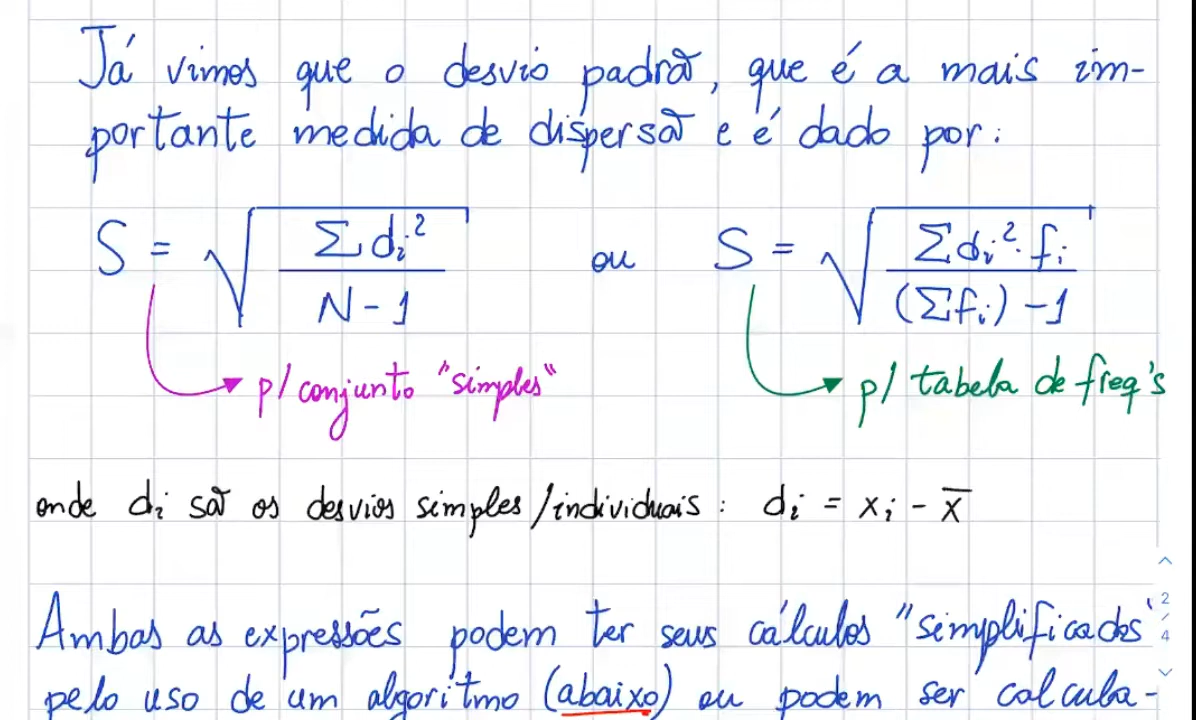 Já vimos que o desvio padrão, que é a mais im-
portante medida de dispersão e é dado por:
S = √(Σdᵢ² / (N - 1)) ou S = √(Σdᵢ².fᵢ / ((Σfᵢ) - 1))
p/ conjunto "simples" p/ tabela de freq's
onde dᵢ são os desvios simples/individuais: dᵢ = xᵢ - x̄
Ambas as expressões podem ter seus cálculos "simplificados"
pelo uso de um algoritmo (abaixo) ou podem ser calcula-
2/4